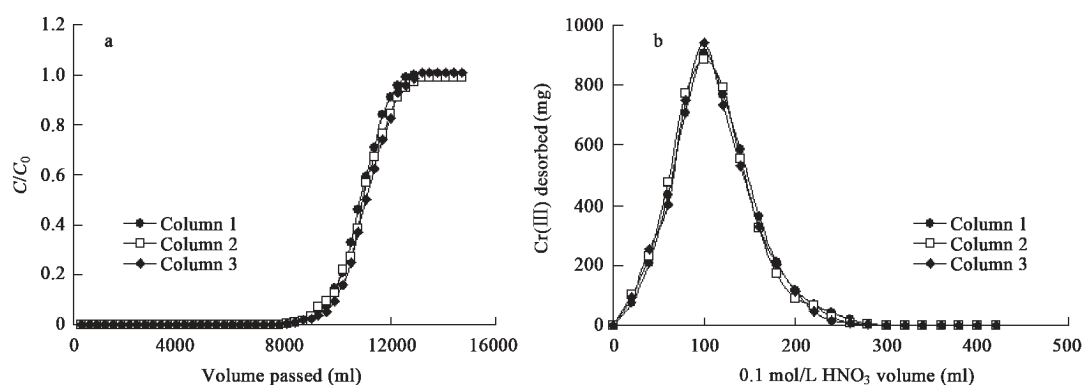 a
1.2
1.0
0.8
0.6
0.4
0.2
0
C/C₀
Column 1
Column 2
Column 3
0 4000 8000 12000 16000
Volume passed (ml)
b
1000
800
600
400
200
0
Cr(III) desorbed (mg)
Column 1
Column 2
Column 3
0 100 200 300 400 500
0.1 mol/L HNO₃ volume (ml)